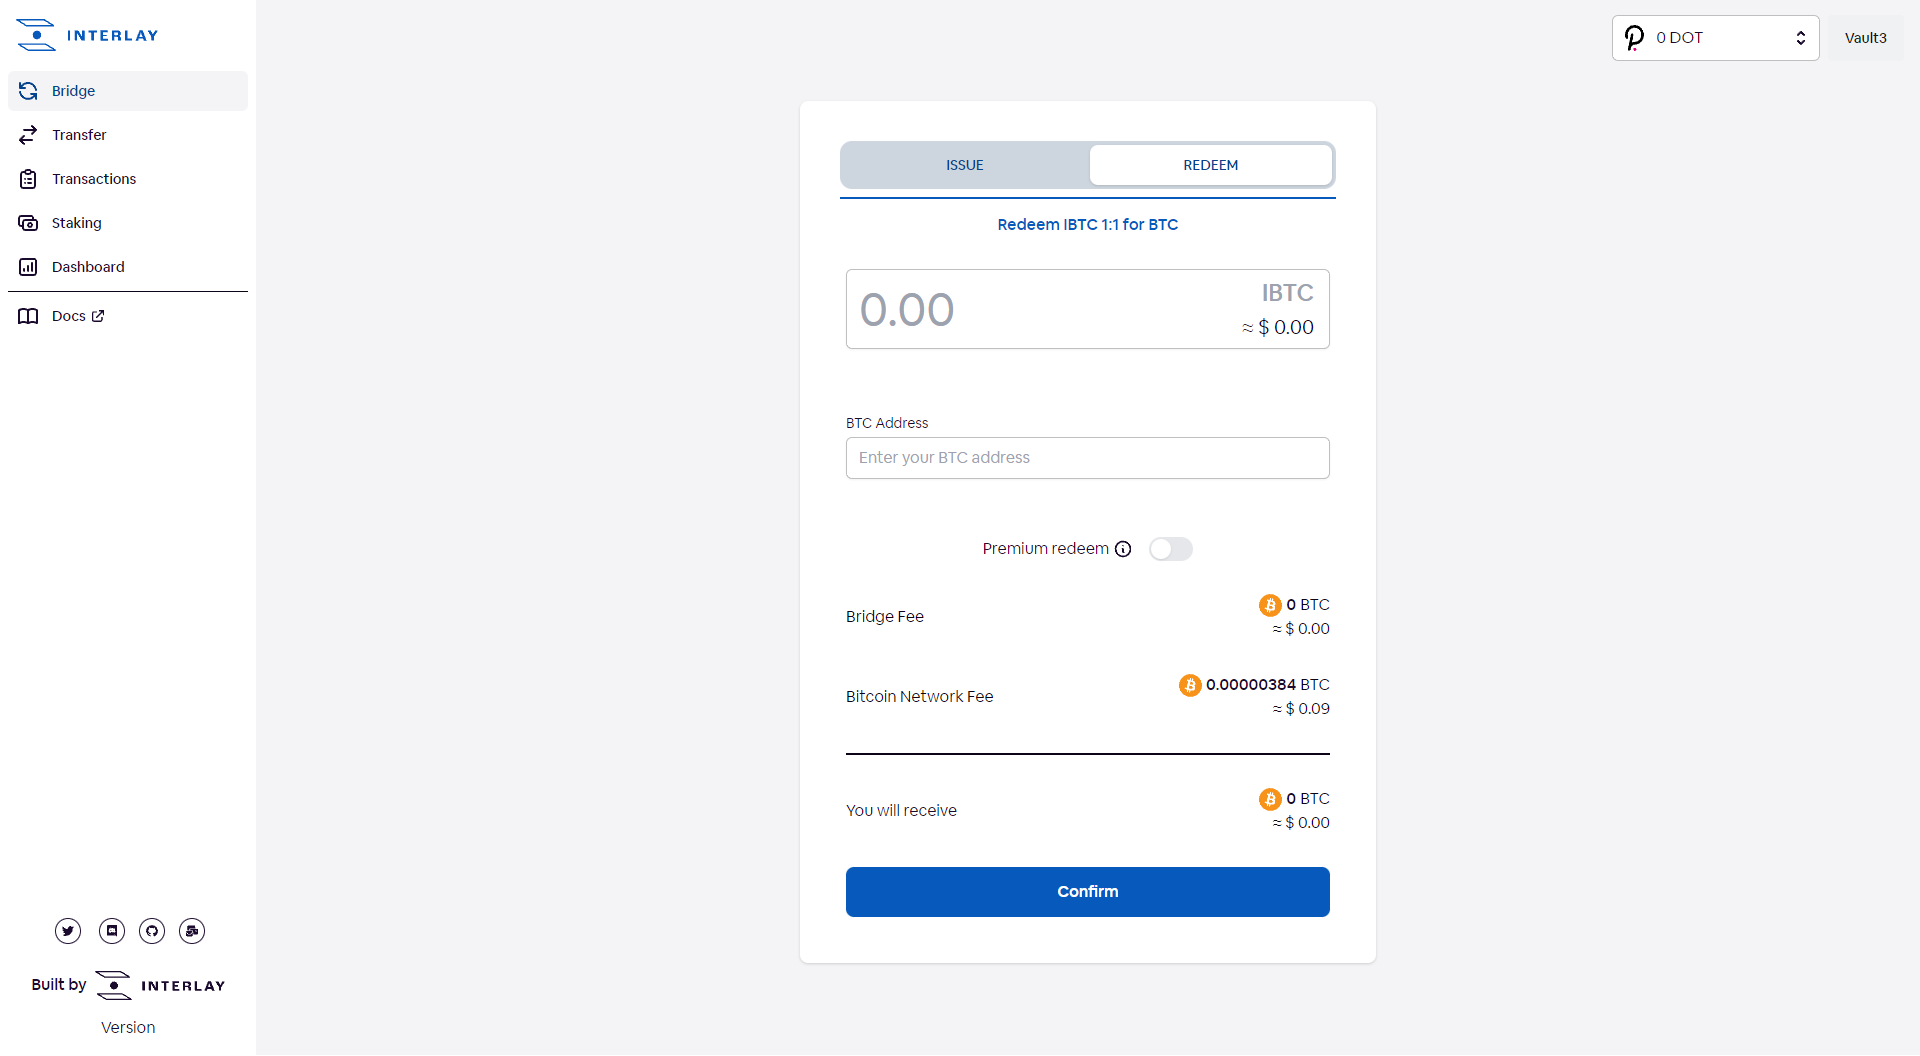 INTERLAY
Bridge
Transfer
Transactions
Staking
Dashboard
Docs
Built by INTERLAY
Version
0 DOT
Vault3
ISSUE
REDEEM
Redeem IBTC 1:1 for BTC
0.00
IBTC
≈ $ 0.00
BTC Address
Enter your BTC address
Premium redeem
Bridge Fee
0 BTC
≈ $ 0.00
Bitcoin Network Fee
0.00000384 BTC
≈ $ 0.09
You will receive
0 BTC
≈ $ 0.00
Confirm